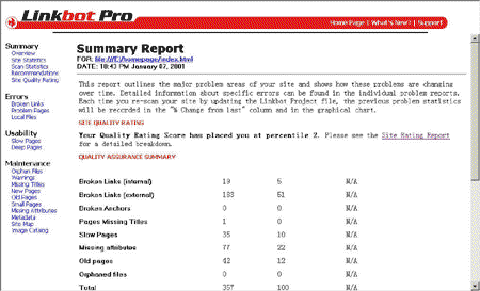 Linkbot Pro
Home Page | What's New? | Support
Summary
Overview
Site Statistics
Scan Statistics
Recommendations
Site Quality Rating
Errors
Broken Links
Problem Pages
Local Files
Usability
Slow Pages
Deep Pages
Maintenance
Orphan Files
Warnings
Missing Titles
New Pages
Old Pages
Small Pages
Missing Attributes
Metadata
Site Map
Image Catalog
Summary Report
FOR: file:///E|/homepage/index.html
DATE: 10:43 PM January 07, 2001
This report outlines the major problem areas of your site and shows how these problems are changing
over time. Detailed information about specific errors can be found in the individual problem reports.
Each time you re-scan your site by updating the Linkbot Project file, the previous problem statistics
will be recorded in the "% Change from last" column and in the graphical chart.
SITE QUALITY RATING
Your Quality Rating Score has placed you at percentile 2. Please see the Site Rating Report
for a detailed breakdown.
QUALITY ASSURANCE SUMMARY
Broken Links (internal) 19 5 N/A
Broken Links (external) 183 51 N/A
Broken Anchors 0 0 N/A
Pages Missing Titles 1 0 N/A
Slow Pages 35 10 N/A
Missing attributes 77 22 N/A
Old pages 42 12 N/A
Orphaned files 0 0 N/A
Total 357 100 N/A